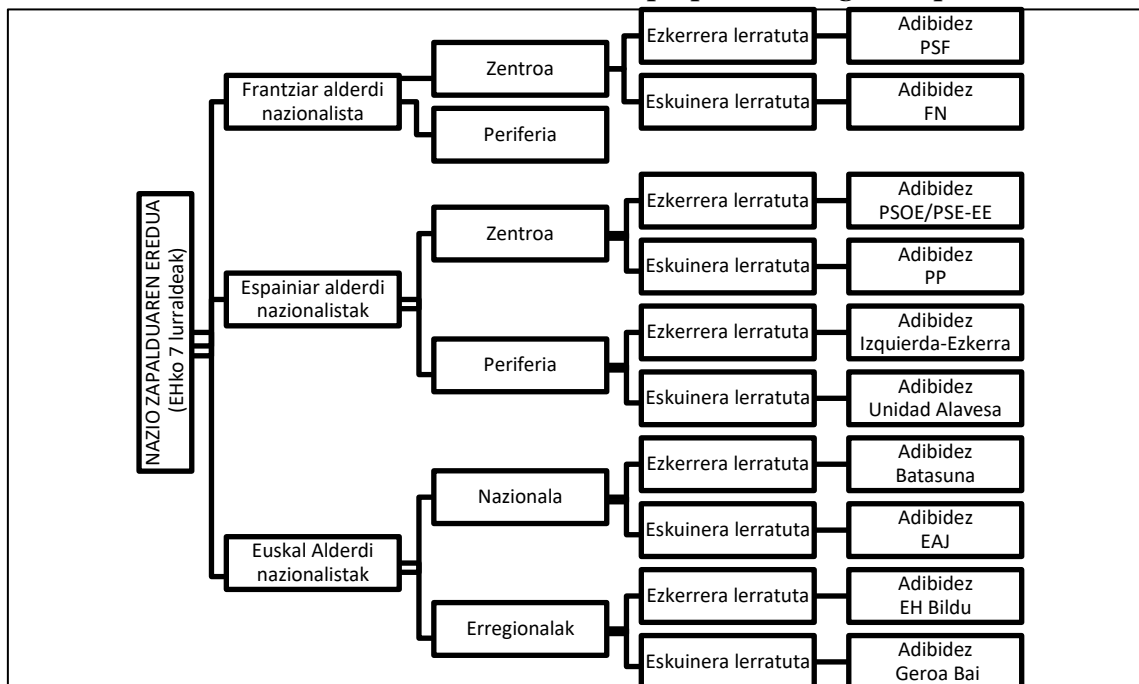 NAZIO ZAPALDUAREN EREDUA
(EHko 7 lurraldeak)
Frantziar alderdi
nazionalista
Zentroa
Ezkerrera lerratuta
Adibidez
PSF
Eskuinera lerratuta
Adibidez
FN
Periferia
Espainiar alderdi
nazionalistak
Zentroa
Ezkerrera lerratuta
Adibidez
PSOE/PSE-EE
Eskuinera lerratuta
Adibidez
PP
Periferia
Ezkerrera lerratuta
Adibidez
Izquierda-Ezkerra
Eskuinera lerratuta
Adibidez
Unidad Alavesa
Euskal Alderdi
nazionalistak
Nazionala
Ezkerrera lerratuta
Adibidez
Batasuna
Eskuinera lerratuta
Adibidez
EAJ
Erregionalak
Ezkerrera lerratuta
Adibidez
EH Bildu
Eskuinera lerratuta
Adibidez
Geroa Bai